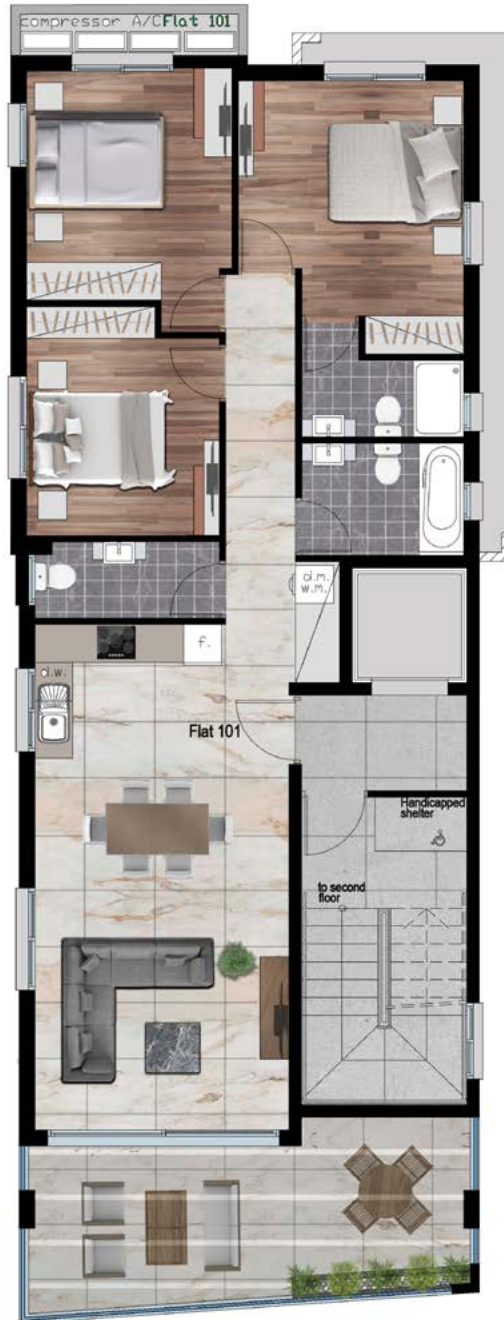 compressor A/C Flat 101
d.m.
w.m.
f.
d.w.
Flat 101
Handicapped
shelter
to second
floor